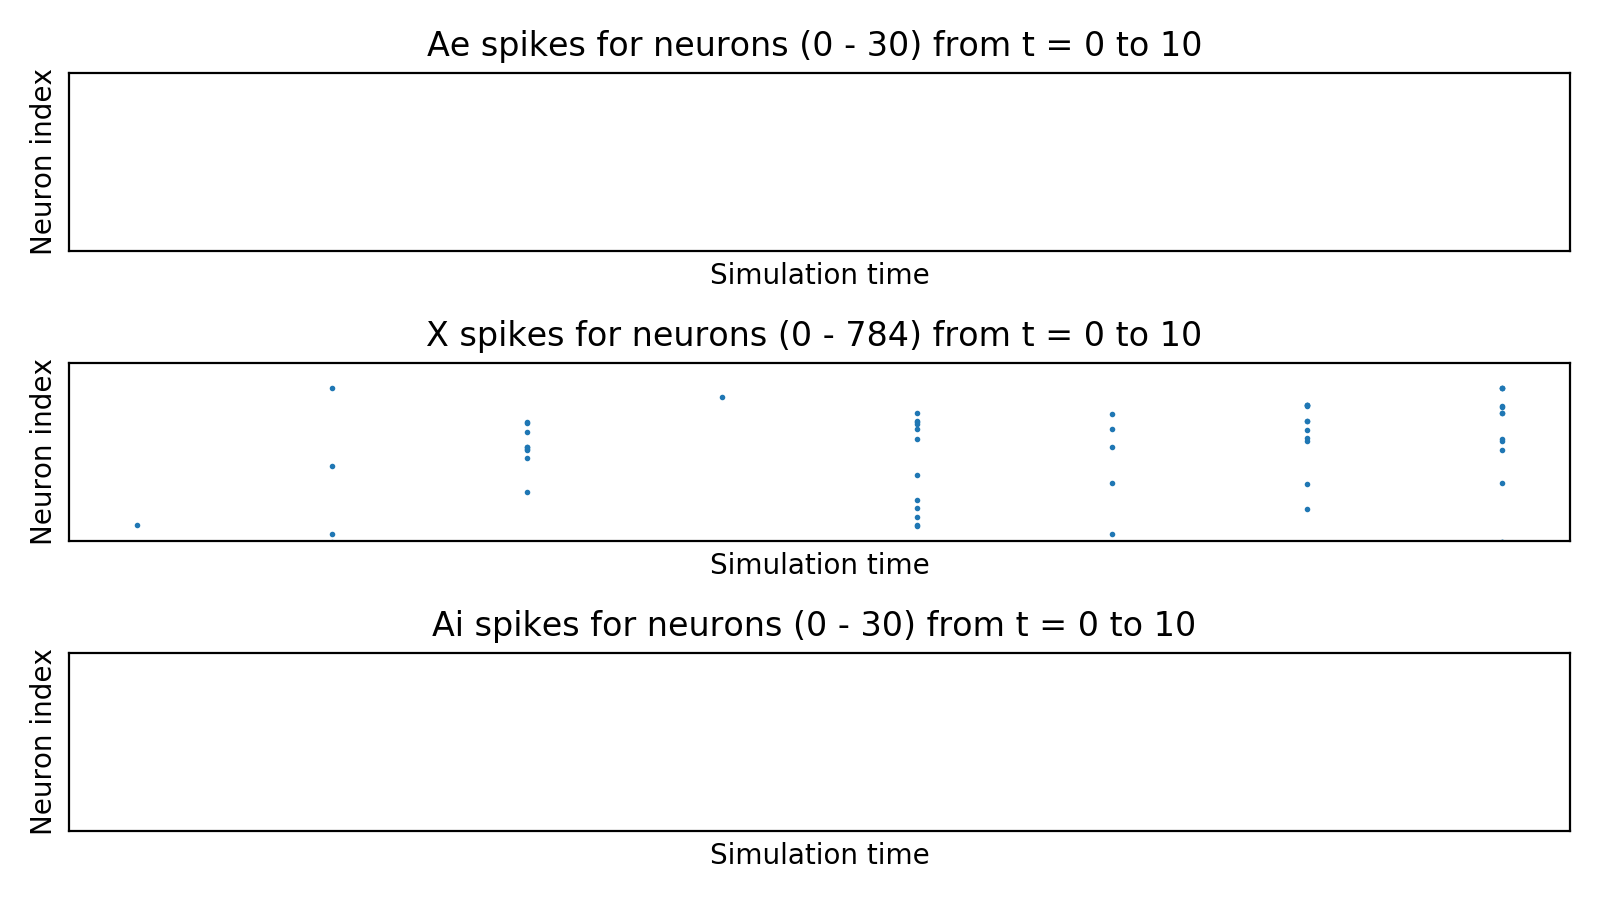 Ae spikes for neurons (0 - 30) from t = 0 to 10
Neuron index
Simulation time
X spikes for neurons (0 - 784) from t = 0 to 10
Neuron index
Simulation time
Ai spikes for neurons (0 - 30) from t = 0 to 10
Neuron index
Simulation time